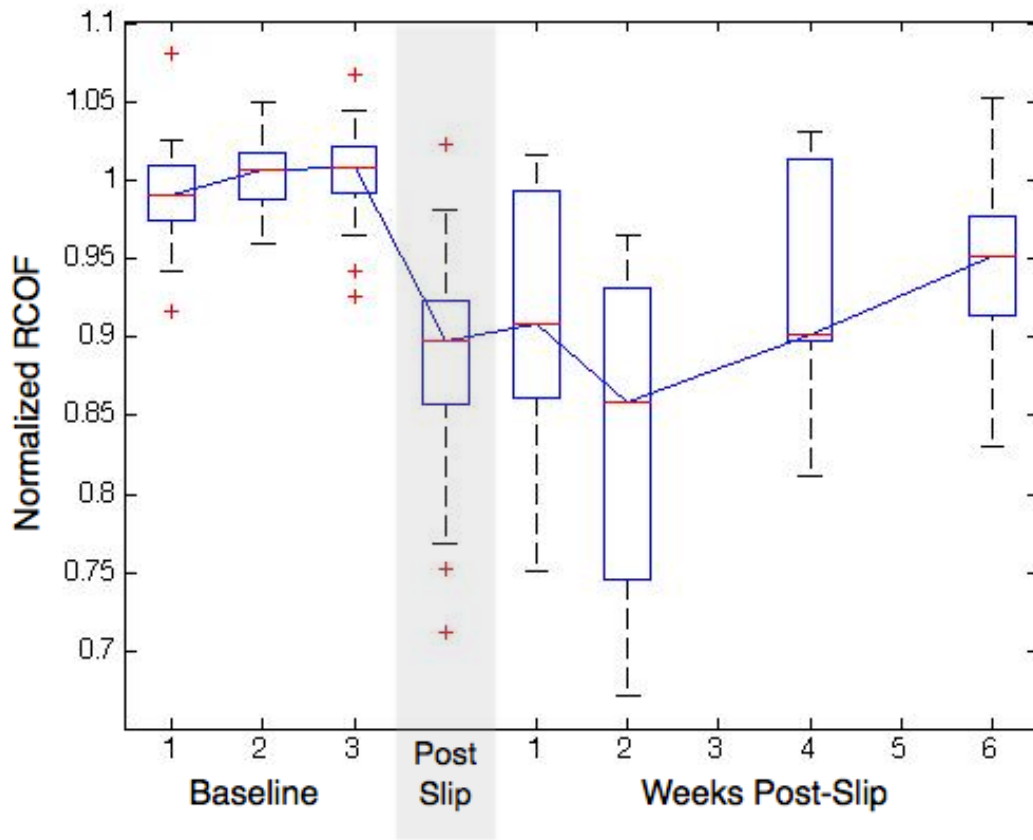 Normalized RCOF
1.1
1.05
1
0.95
0.9
0.85
0.8
0.75
0.7
1 2 3 Post Slip 1 2 3 4 5 6
Baseline
Weeks Post-Slip